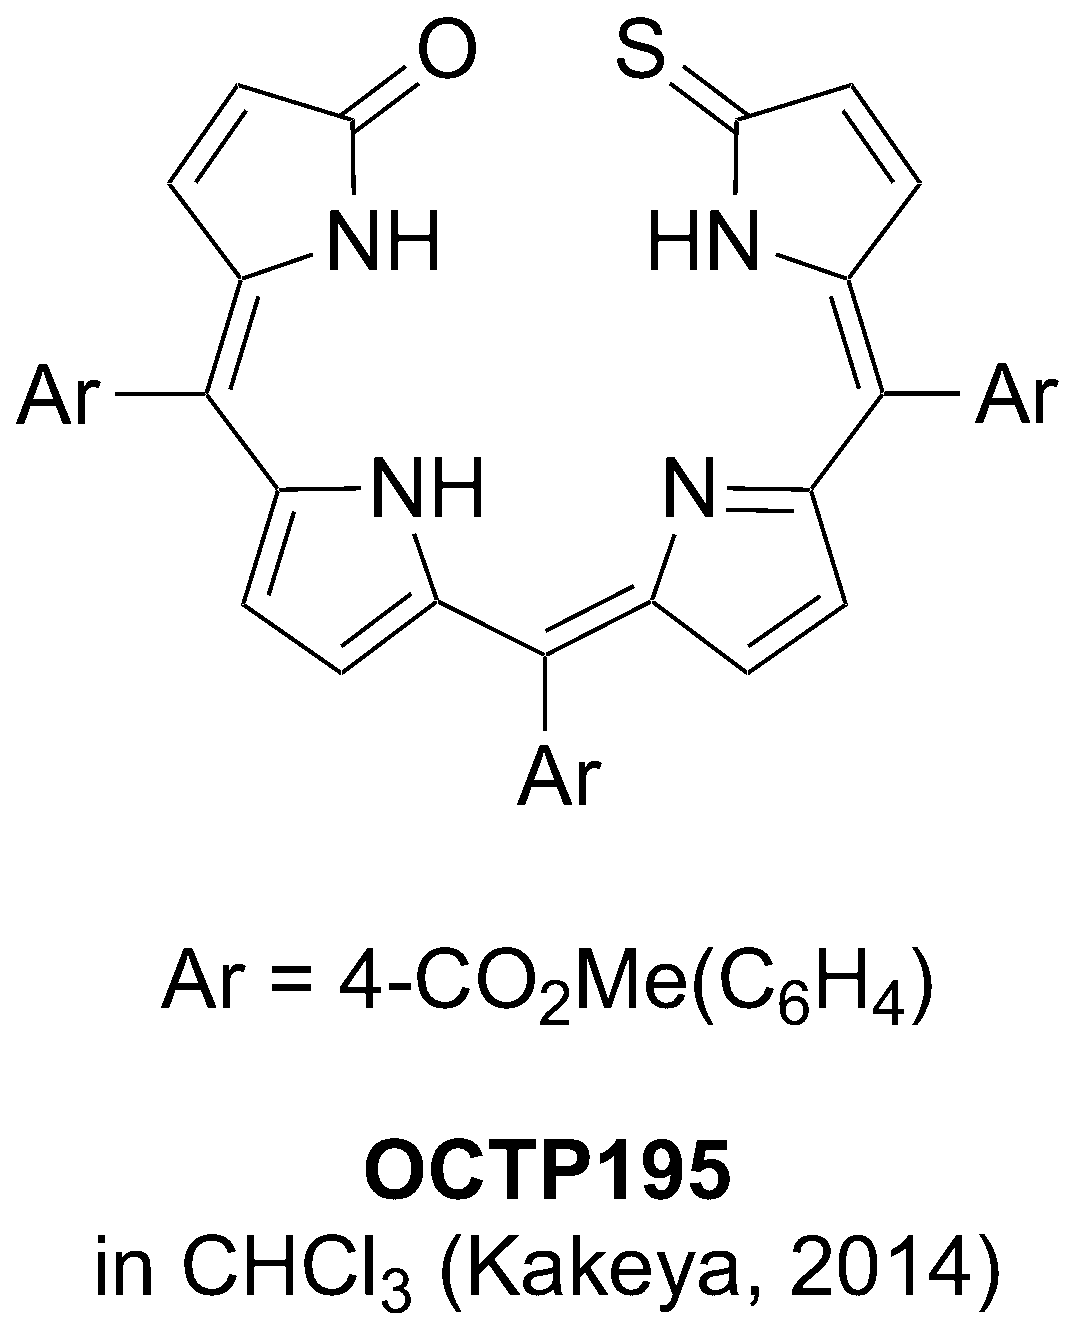 O S
NH HN
Ar Ar
NH N
Ar
Ar = 4-CO₂Me(C₆H₄)
OCTP195
in CHCl₃ (Kakeya, 2014)